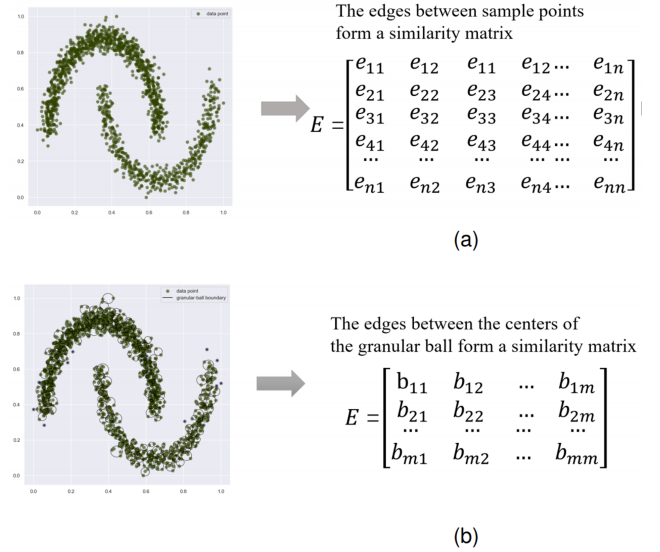 data point
1.0
0.8
0.6
0.4
0.2
0.0
0.0 0.2 0.4 0.6 0.8 1.0
The edges between sample points
form a similarity matrix
E =
e₁₁ e₁₂ e₁₁ e₁₂ ... e₁ₙ
e₂₁ e₂₂ e₂₃ e₂₄ ... e₂ₙ
e₃₁ e₃₂ e₃₃ e₃₄ ... e₃ₙ
e₄₁ e₄₂ e₄₃ e₄₄ ... e₄ₙ
... ... ... ... ...
eₙ₁ eₙ₂ eₙ₃ eₙ₄ ... eₙₙ
(a)
data point
granular ball boundary
1.0
0.8
0.6
0.4
0.2
0.0
0.0 0.2 0.4 0.6 0.8 1.0
The edges between the centers of
the granular ball form a similarity matrix
E =
b₁₁ b₁₂ ... b₁ₘ
b₂₁ b₂₂ ... b₂ₘ
... ... ... ...
bₘ₁ bₘ₂ ... bₘₘ
(b)